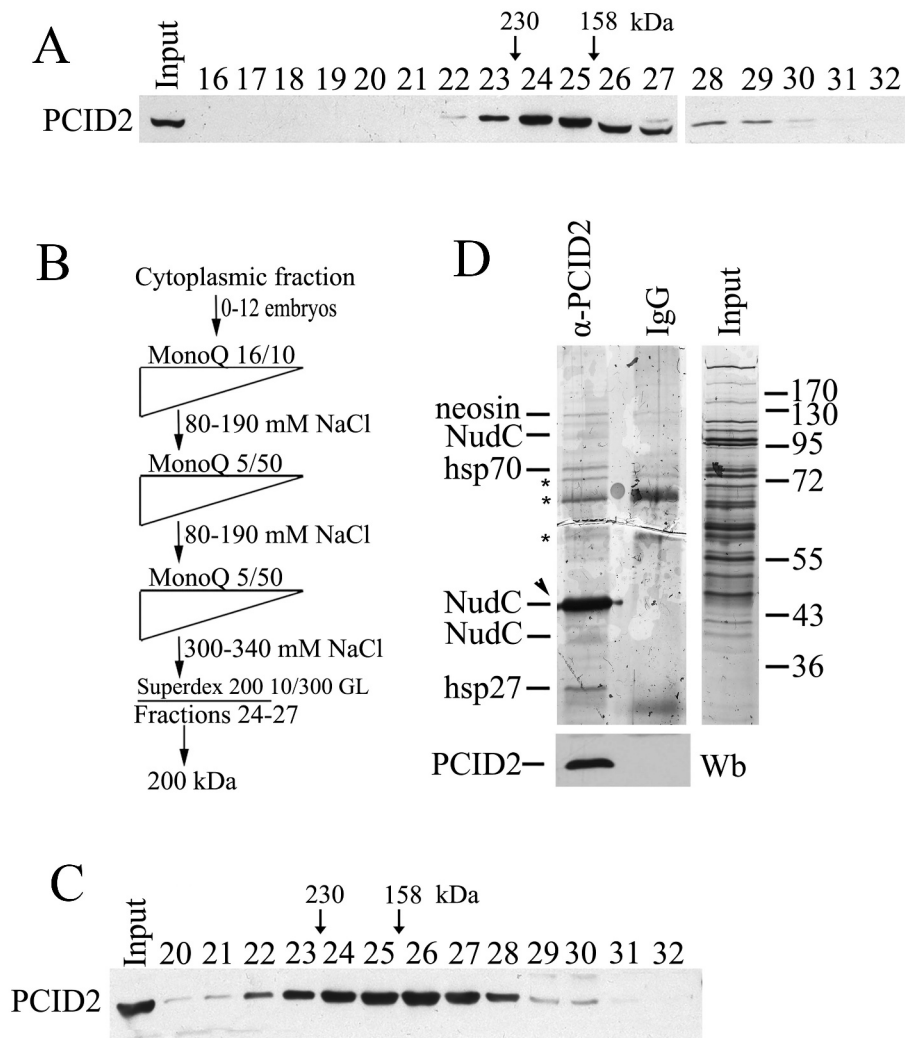 A
230 158 kDa
Input 16 17 18 19 20 21 22 23 24 25 26 27 28 29 30 31 32
PCID2
B
Cytoplasmic fraction
0-12 embryos
MonoQ 16/10
80-190 mM NaCl
MonoQ 5/50
80-190 mM NaCl
MonoQ 5/50
300-340 mM NaCl
Superdex 200 10/300 GL
Fractions 24-27
200 kDa
D
α-PCID2 IgG Input
neosin
NudC
hsp70
*
*
*
NudC
NudC
hsp27
170
130
95
72
55
43
36
PCID2 Wb
C
230 158 kDa
Input 20 21 22 23 24 25 26 27 28 29 30 31 32
PCID2